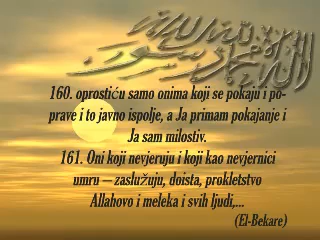 160. oprostiću samo onima koji se pokaju i po-
prave i to javno ispolje, a Ja primam pokajanje i
Ja sam milostiv.
161. Oni koji nevjeruju i koji kao nevjernici
umru – zaslužuju, doista, prokletstvo
Allahovo i meleka i svih ljudi,...
(El-Bekare)